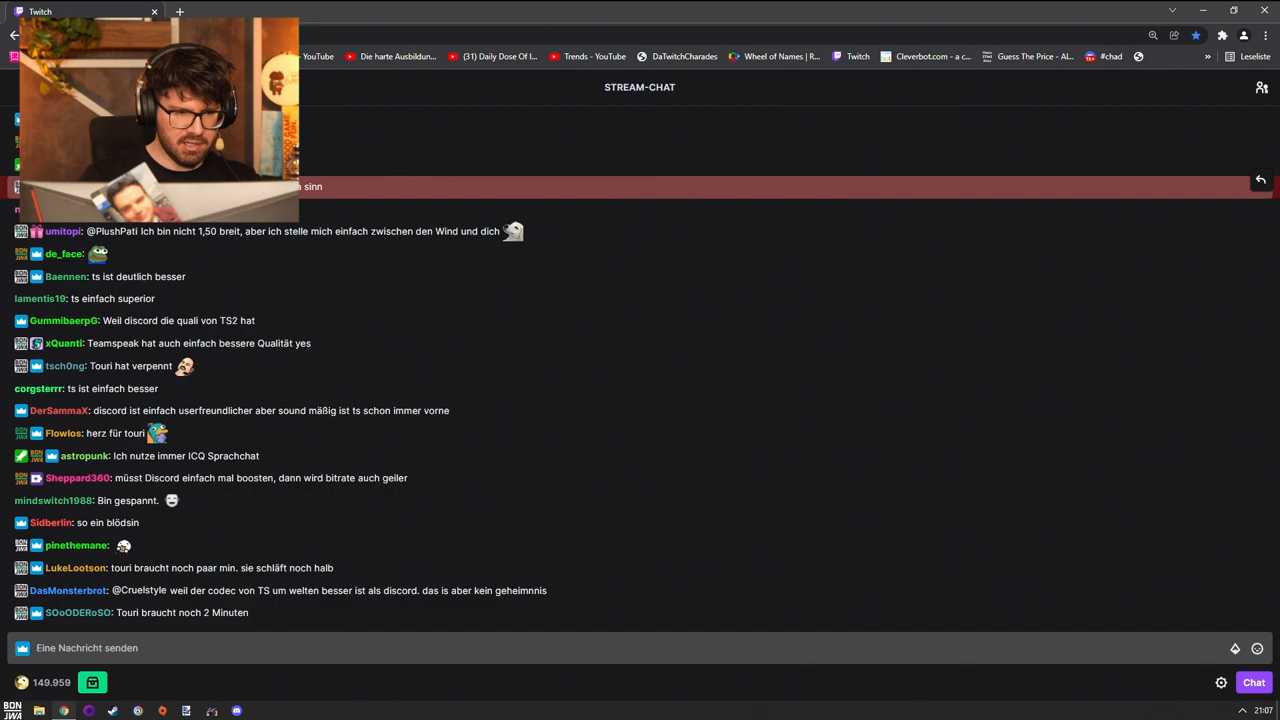 Twitch
YouTube
Die harte Ausbildun...
(31) Daily Dose Of I...
Trends - YouTube
DaTwitchCharades
Wheel of Names | R...
Twitch
Cleverbot.com - a c...
Guess The Price - Al...
#chad
»
Leseliste
STREAM-CHAT
sinn
umitopi: @PlushPati Ich bin nicht 1,50 breit, aber ich stelle mich einfach zwischen den Wind und dich
de_face:
Baennen: ts ist deutlich besser
lamentis19: ts einfach superior
GummibaerpG: Weil discord die quali von TS2 hat
xQuanti: Teamspeak hat auch einfach bessere Qualität yes
tsch0ng: Touri hat verpennt
corgsterrr: ts ist einfach besser
DerSammaX: discord ist einfach userfreundlicher aber sound mäßig ist ts schon immer vorne
Flowlos: herz für touri
astropunk: Ich nutze immer ICQ Sprachchat
Sheppard360: müsst Discord einfach mal boosten, dann wird bitrate auch geiler
mindswitch1988: Bin gespannt.
Sidberlin: so ein blödsin
pinethemane:
LukeLootson: touri braucht noch paar min. sie schläft noch halb
DasMonsterbrot: @Cruelstyle weil der codec von TS um welten besser ist als discord. das is aber kein geheimnnis
SOoODERoSO: Touri braucht noch 2 Minuten
Eine Nachricht senden
149.959
Chat
BON
JWA
21:07